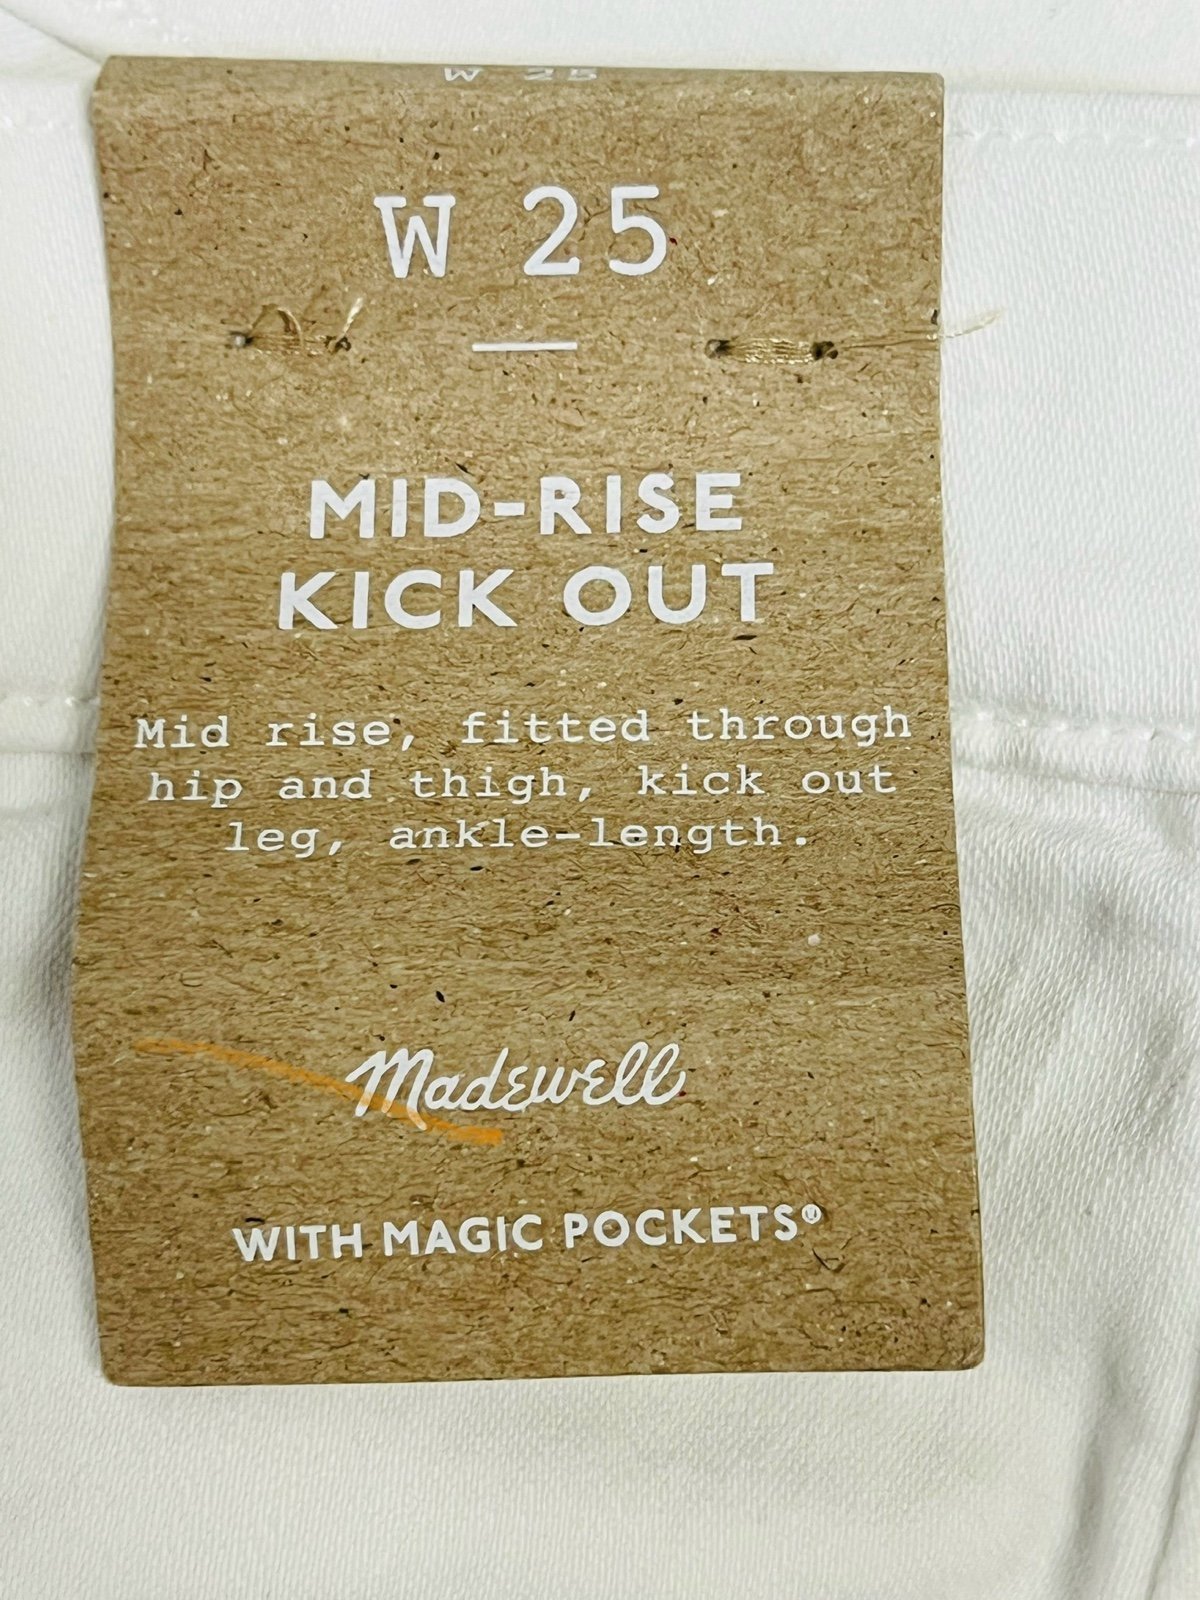 W 25
W 25
MID-RISE
KICK OUT
Mid rise, fitted through
hip and thigh, kick out
leg, ankle-length.
Madewell
WITH MAGIC POCKETS®